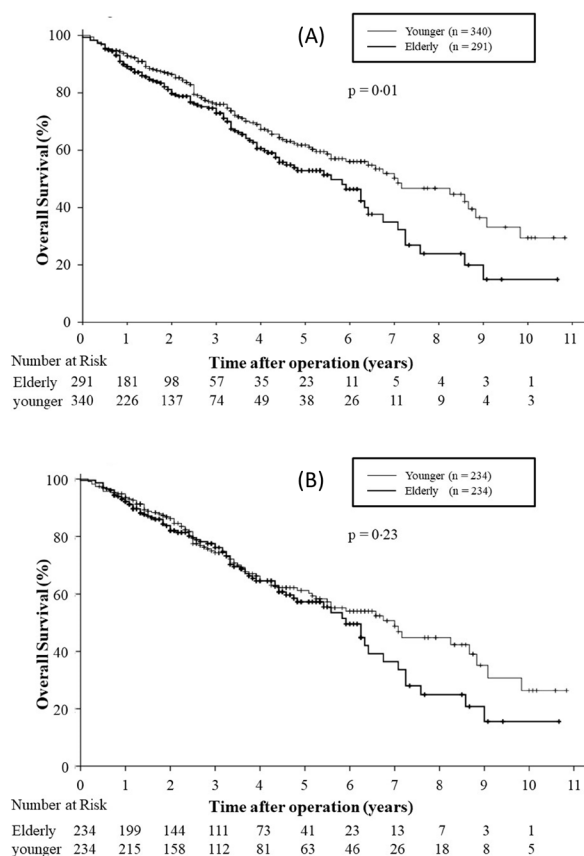 (A)
Younger (n = 340)
Elderly (n = 291)
p = 0·01
Overall Survival (%)
100
80
60
40
20
0
0 1 2 3 4 5 6 7 8 9 10 11
Number at Risk
Time after operation (years)
Elderly 291 181 98 57 35 23 11 5 4 3 1
younger 340 226 137 74 49 38 26 11 9 4 3
(B)
Younger (n = 234)
Elderly (n = 234)
p = 0·23
Overall Survival (%)
100
80
60
40
20
0
0 1 2 3 4 5 6 7 8 9 10 11
Number at Risk
Time after operation (years)
Elderly 234 199 144 111 73 41 23 13 7 3 1
younger 234 215 158 112 81 63 46 26 18 8 5